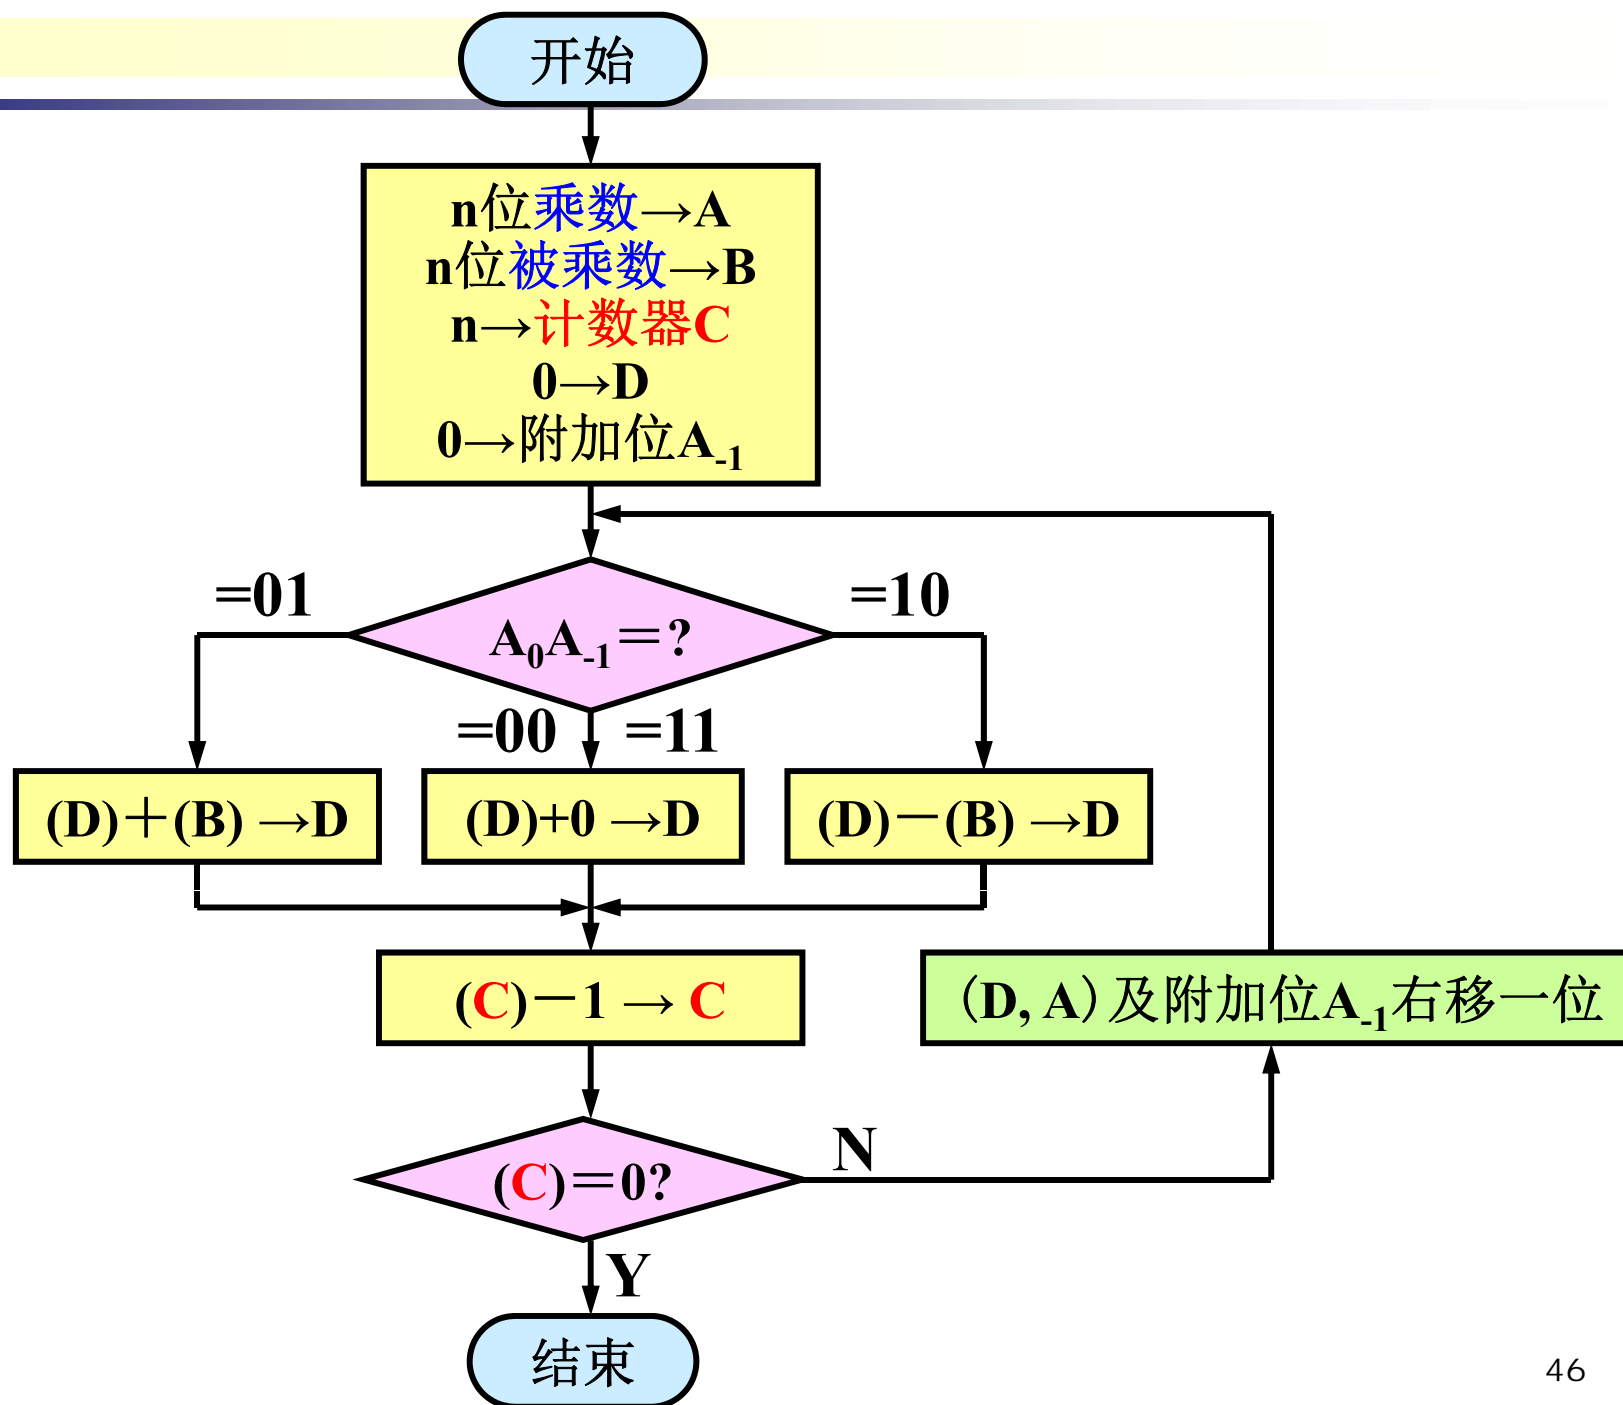 开始
n位乘数→A
n位被乘数→B
n→计数器C
0→D
0→附加位A-1
=01
=10
A0A-1＝?
=00
=11
(D)＋(B) →D
(D)+0 →D
(D)－(B) →D
(C)－1 → C
(D, A)及附加位A-1右移一位
(C)＝0?
N
Y
结束
46